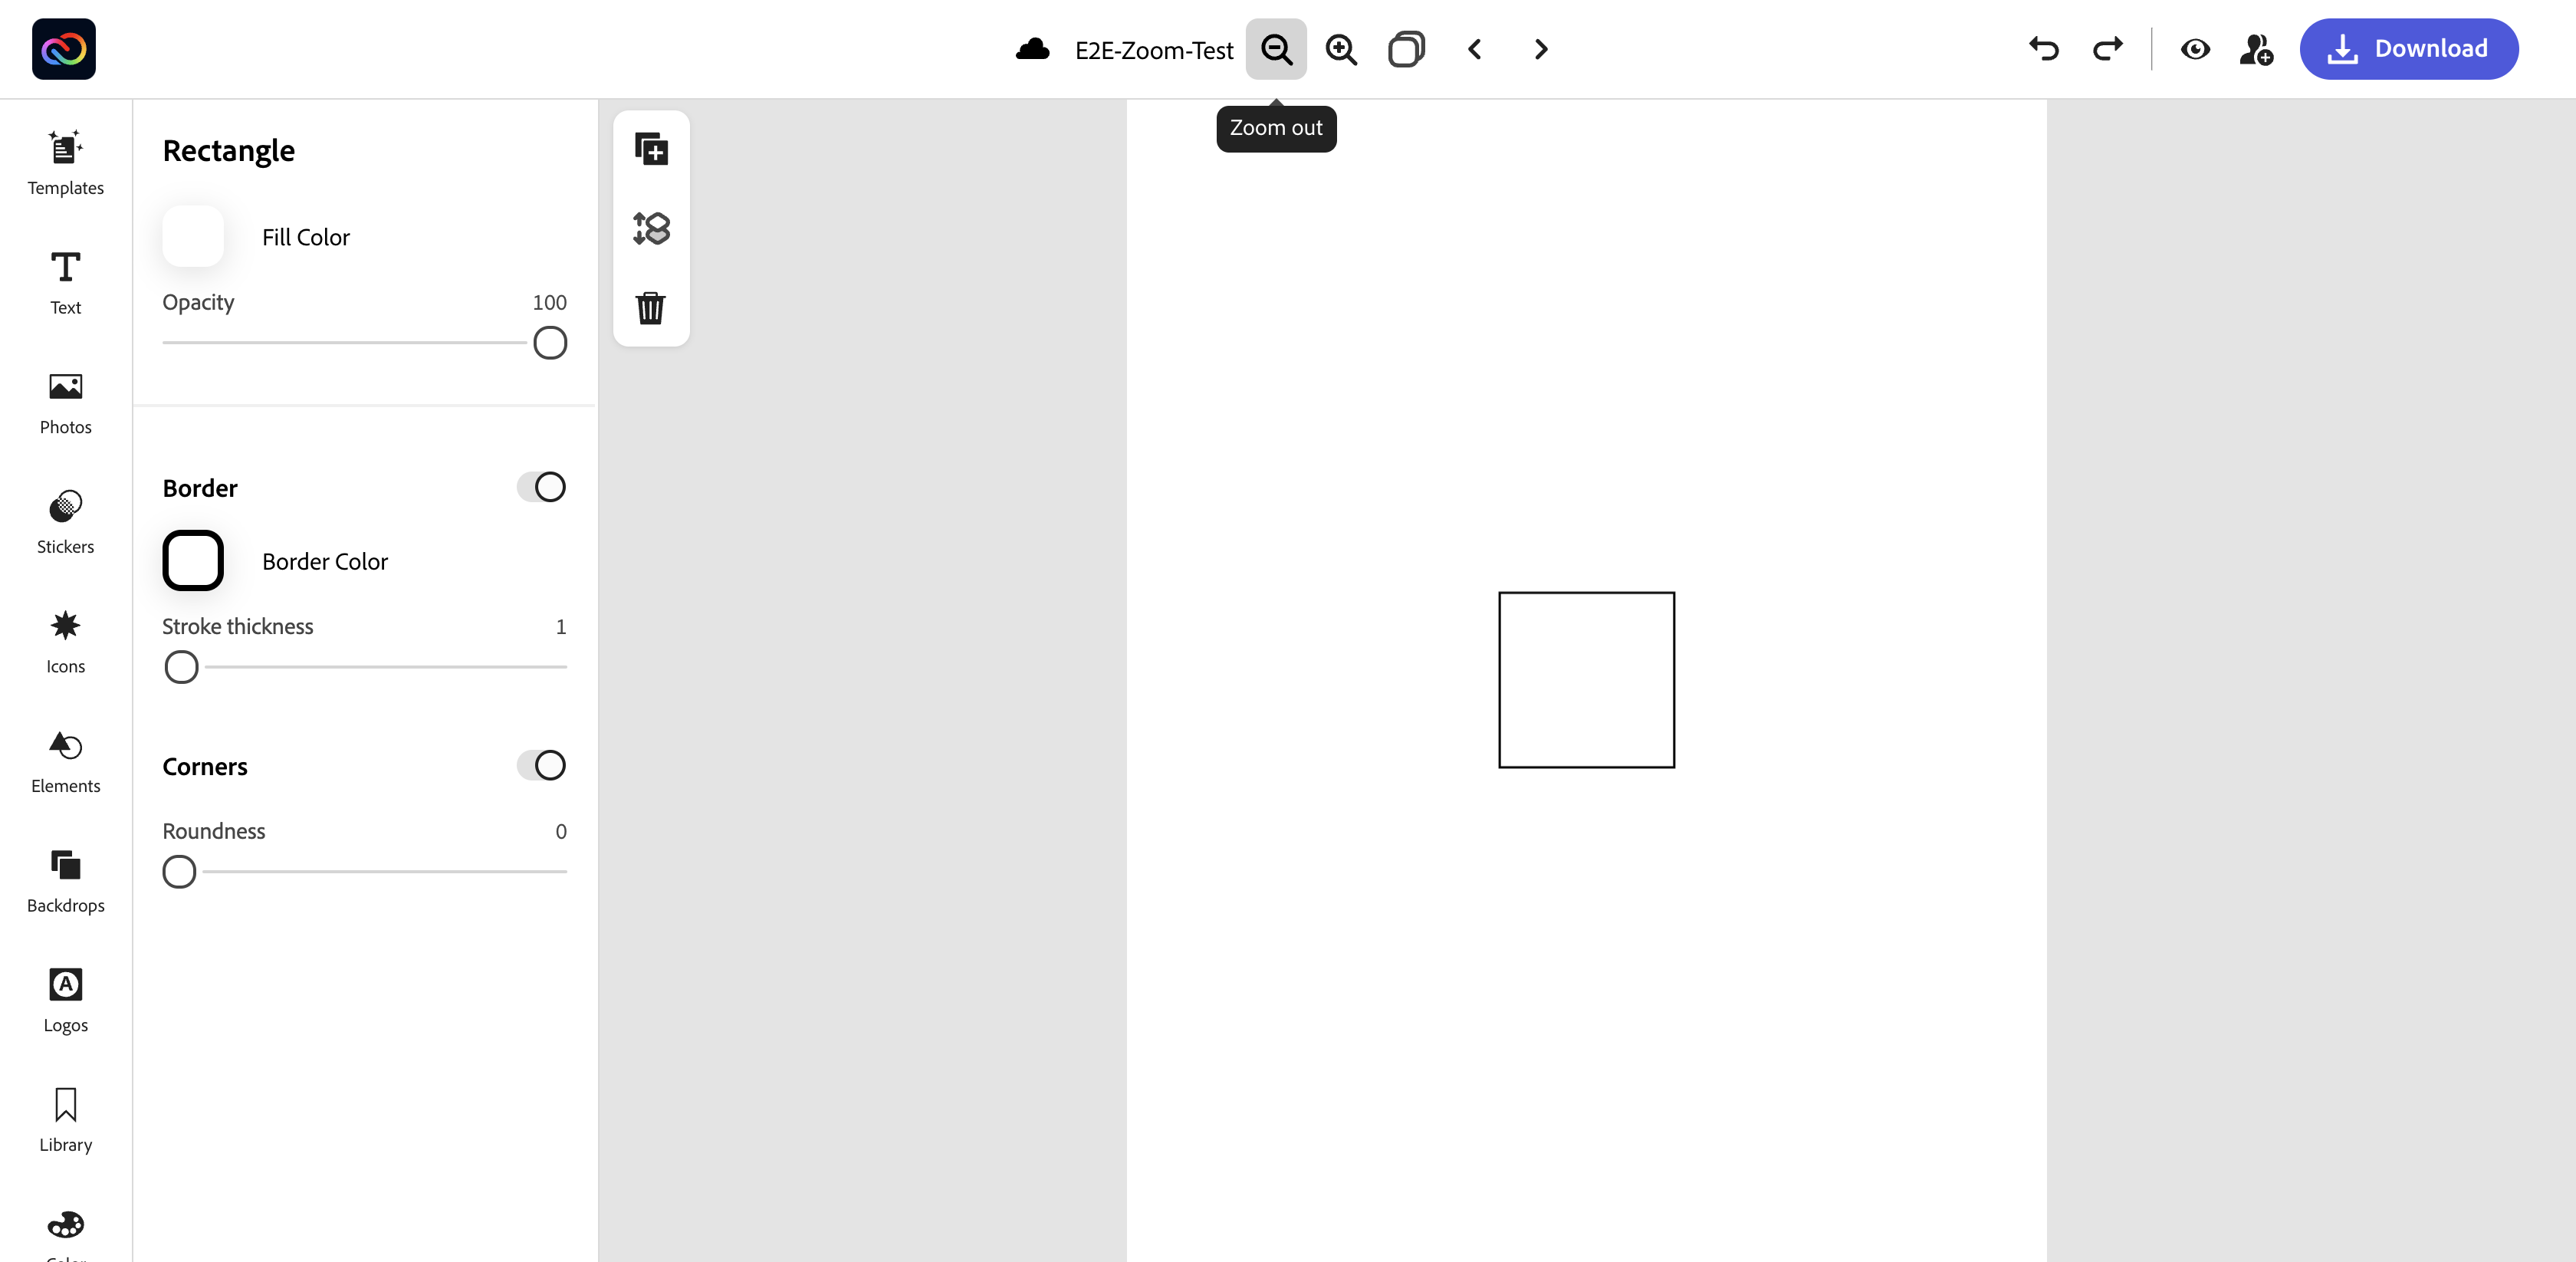 E2E-Zoom-Test
Download
Zoom out
Templates
Text
Photos
Stickers
Icons
Elements
Backdrops
Logos
Library
Rectangle
Fill Color
Opacity 100
Border
Border Color
Stroke thickness 1
Corners
Roundness 0